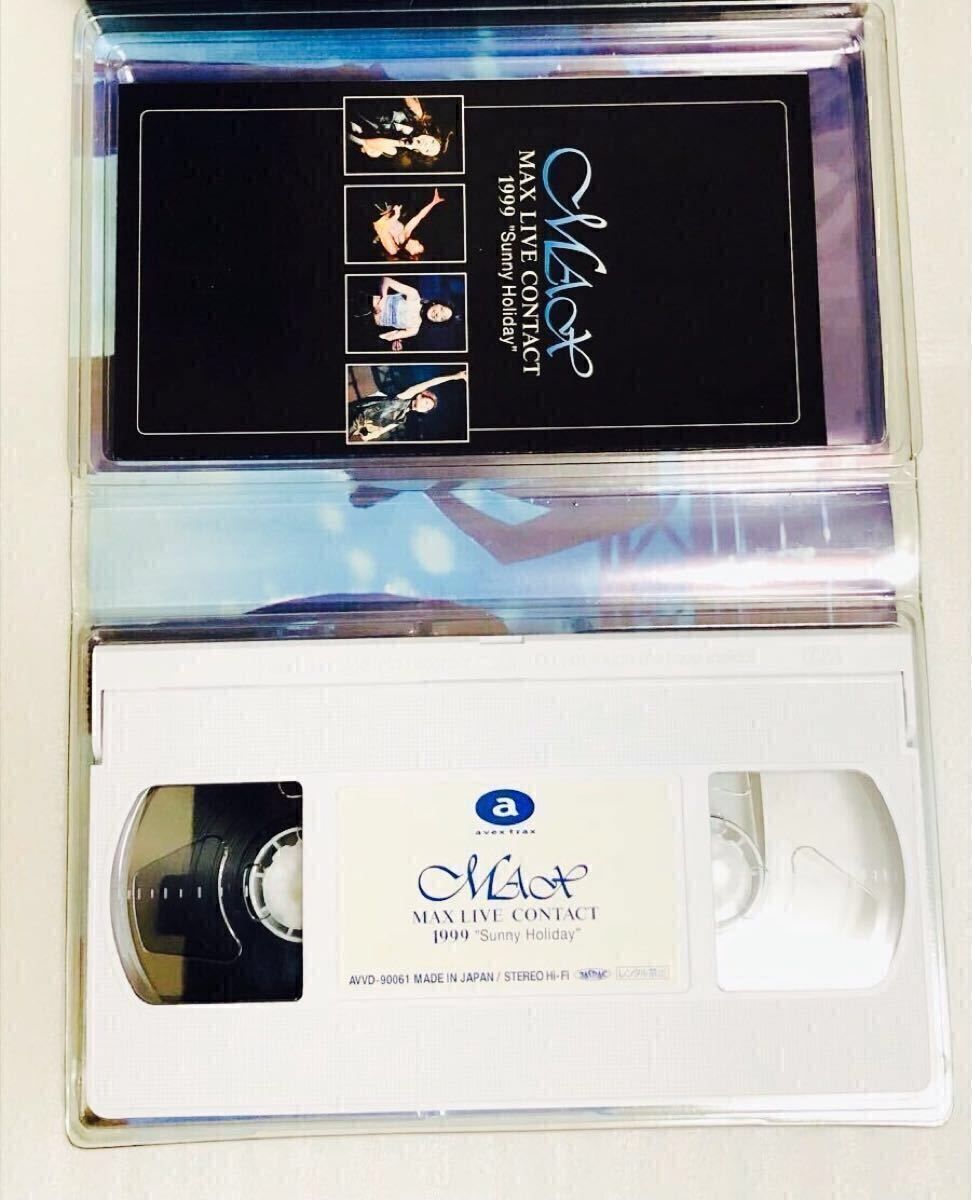 MAX
MAX LIVE CONTACT
1999 "Sunny Holiday"
a
avex trax
MAX
MAX LIVE CONTACT
1999 "Sunny Holiday"
AVVD-90061 MADE IN JAPAN / STEREO Hi-Fi JASRAC レンタル禁止